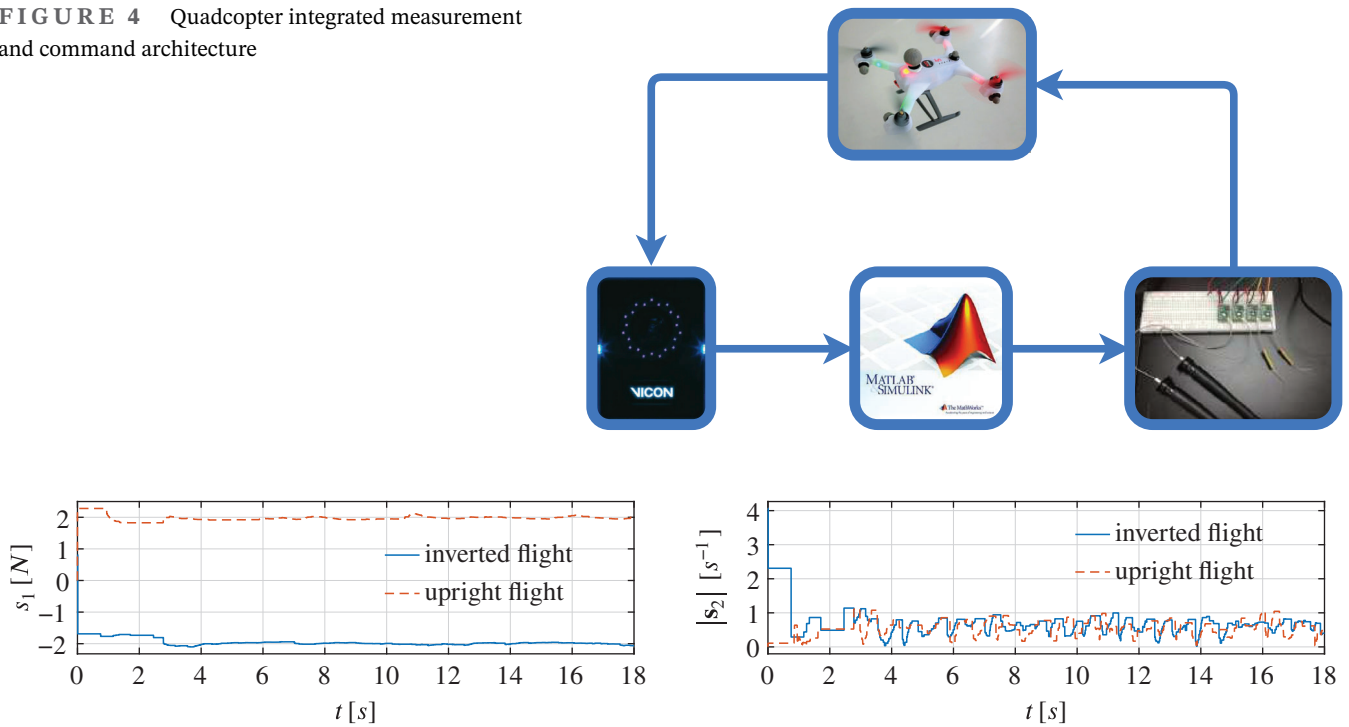 FIGURE 4 Quadcopter integrated measurement
and command architecture
VICON
MATLAB®
SIMULINK®
The MathWorks™
s₁ [N]
2
1
0
−1
−2
inverted flight
upright flight
0 2 4 6 8 10 12 14 16 18
t [s]
|s₂| [s⁻¹]
4
3
2
1
0
inverted flight
upright flight
0 2 4 6 8 10 12 14 16 18
t [s]